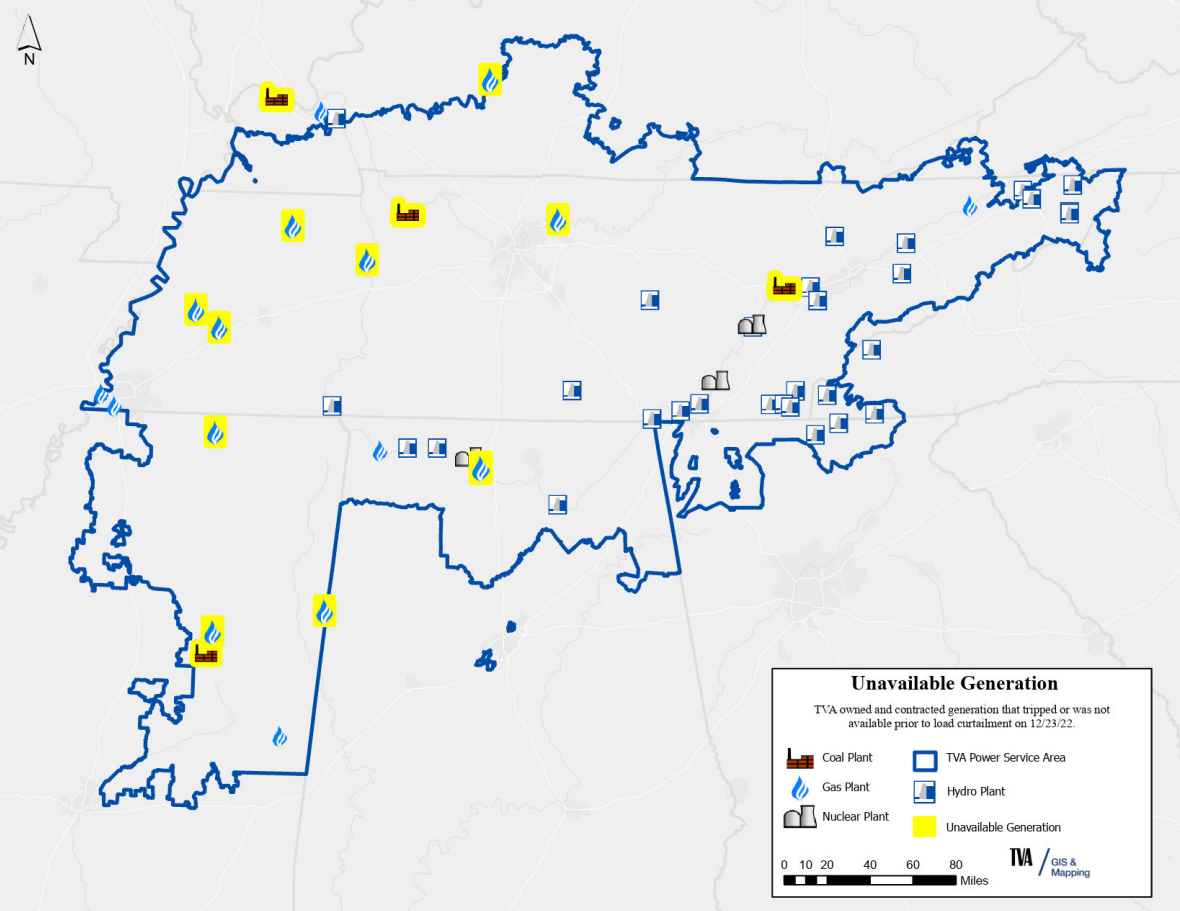 N
Unavailable Generation
TVA owned and contracted generation that tripped or was not
available prior to load curtailment on 12/23/22.
Coal Plant
TVA Power Service Area
Gas Plant
Hydro Plant
Nuclear Plant
Unavailable Generation
0 10 20 40 60 80
Miles
TVA
GIS &
Mapping